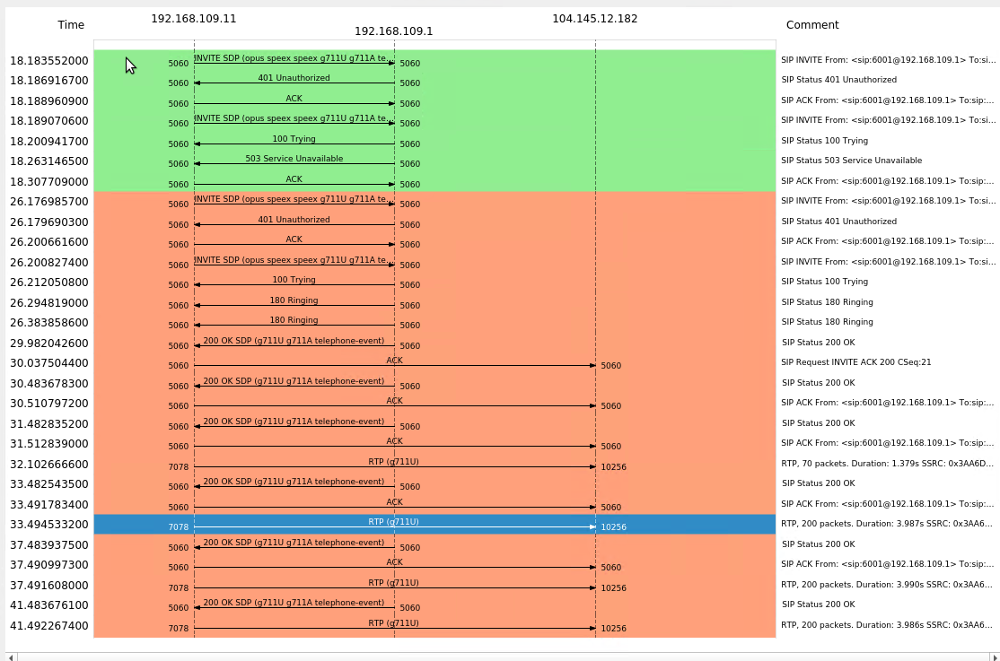 192.168.109.11 104.145.12.182
Time 192.168.109.1 Comment
18.183552000 5060 INVITE SDP (opus speex speex g711U g711A te... 5060 SIP INVITE From: <sip:6001@192.168.109.1> To:si...
18.186916700 5060 401 Unauthorized 5060 SIP Status 401 Unauthorized
18.188960900 5060 ACK 5060 SIP ACK From: <sip:6001@192.168.109.1> To:sip:...
18.189070600 5060 INVITE SDP (opus speex speex g711U g711A te... 5060 SIP INVITE From: <sip:6001@192.168.109.1> To:si...
18.200941700 5060 100 Trying 5060 SIP Status 100 Trying
18.263146500 5060 503 Service Unavailable 5060 SIP Status 503 Service Unavailable
18.307709000 5060 ACK 5060 SIP ACK From: <sip:6001@192.168.109.1> To:sip:...
26.176985700 5060 INVITE SDP (opus speex speex g711U g711A te... 5060 SIP INVITE From: <sip:6001@192.168.109.1> To:si...
26.179690300 5060 401 Unauthorized 5060 SIP Status 401 Unauthorized
26.200661600 5060 ACK 5060 SIP ACK From: <sip:6001@192.168.109.1> To:sip:...
26.200827400 5060 INVITE SDP (opus speex speex g711U g711A te... 5060 SIP INVITE From: <sip:6001@192.168.109.1> To:si...
26.212050800 5060 100 Trying 5060 SIP Status 100 Trying
26.294819000 5060 180 Ringing 5060 SIP Status 180 Ringing
26.383858600 5060 180 Ringing 5060 SIP Status 180 Ringing
29.982042600 5060 200 OK SDP (g711U g711A telephone-event) 5060 SIP Status 200 OK
30.037504400 5060 ACK 5060 SIP Request INVITE ACK 200 CSeq:21
30.483678300 5060 200 OK SDP (g711U g711A telephone-event) 5060 SIP Status 200 OK
30.510797200 5060 ACK 5060 SIP ACK From: <sip:6001@192.168.109.1> To:sip:...
31.482835200 5060 200 OK SDP (g711U g711A telephone-event) 5060 SIP Status 200 OK
31.512839000 5060 ACK 5060 SIP ACK From: <sip:6001@192.168.109.1> To:sip:...
32.102666600 7078 RTP (g711U) 10256 RTP, 70 packets. Duration: 1.379s SSRC: 0x3AA6D...
33.482543500 5060 200 OK SDP (g711U g711A telephone-event) 5060 SIP Status 200 OK
33.491783400 5060 ACK 5060 SIP ACK From: <sip:6001@192.168.109.1> To:sip:...
33.494533200 7078 RTP (g711U) 10256 RTP, 200 packets. Duration: 3.987s SSRC: 0x3AA6...
37.483937500 5060 200 OK SDP (g711U g711A telephone-event) 5060 SIP Status 200 OK
37.490997300 5060 ACK 5060 SIP ACK From: <sip:6001@192.168.109.1> To:sip:...
37.491608000 7078 RTP (g711U) 10256 RTP, 200 packets. Duration: 3.990s SSRC: 0x3AA6...
41.483676100 5060 200 OK SDP (g711U g711A telephone-event) 5060 SIP Status 200 OK
41.492267400 7078 RTP (g711U) 10256 RTP, 200 packets. Duration: 3.986s SSRC: 0x3AA6...